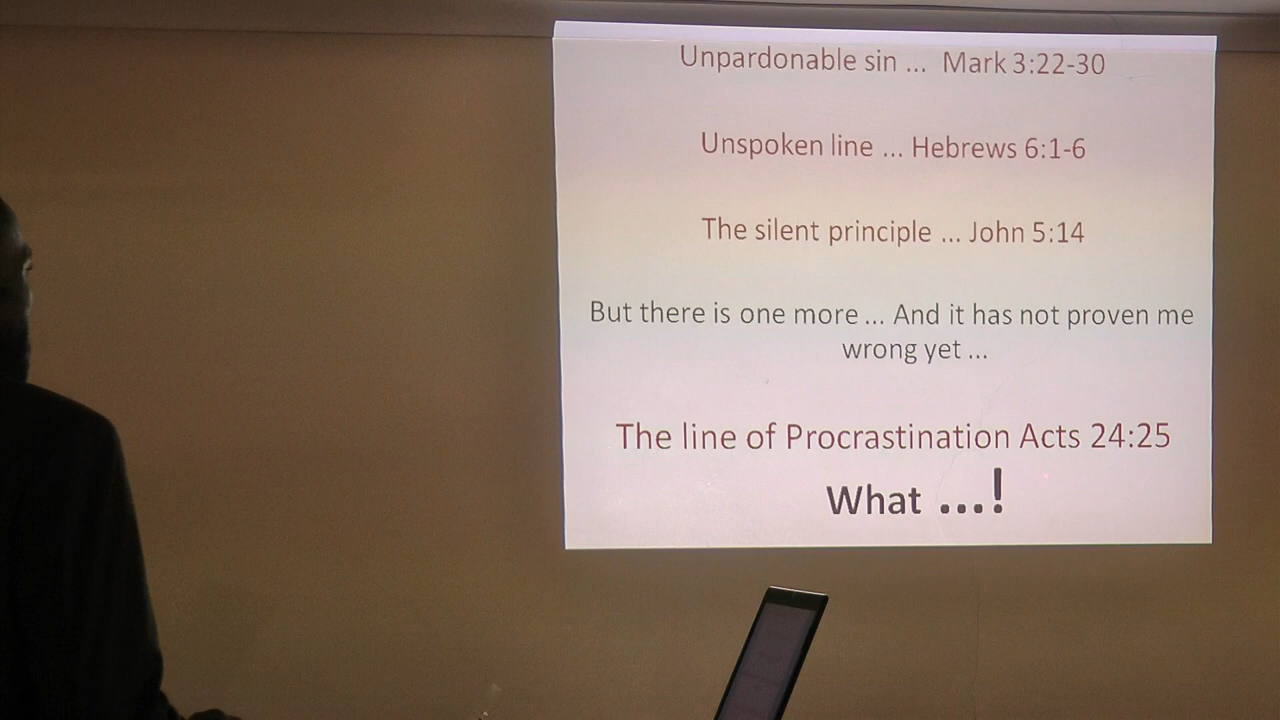 Unpardonable sin ... Mark 3:22-30
Unspoken line ... Hebrews 6:1-6
The silent principle ... John 5:14
But there is one more ... And it has not proven me
wrong yet ...
The line of Procrastination Acts 24:25
What ...!